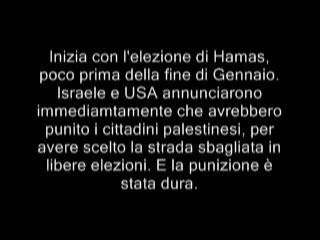 Inizia con l'elezione di Hamas,
poco prima della fine di Gennaio.
Israele e USA annunciarono
immediamtamente che avrebbero
punito i cittadini palestinesi, per
avere scelto la strada sbagliata in
libere elezioni. E la punizione è
stata dura.